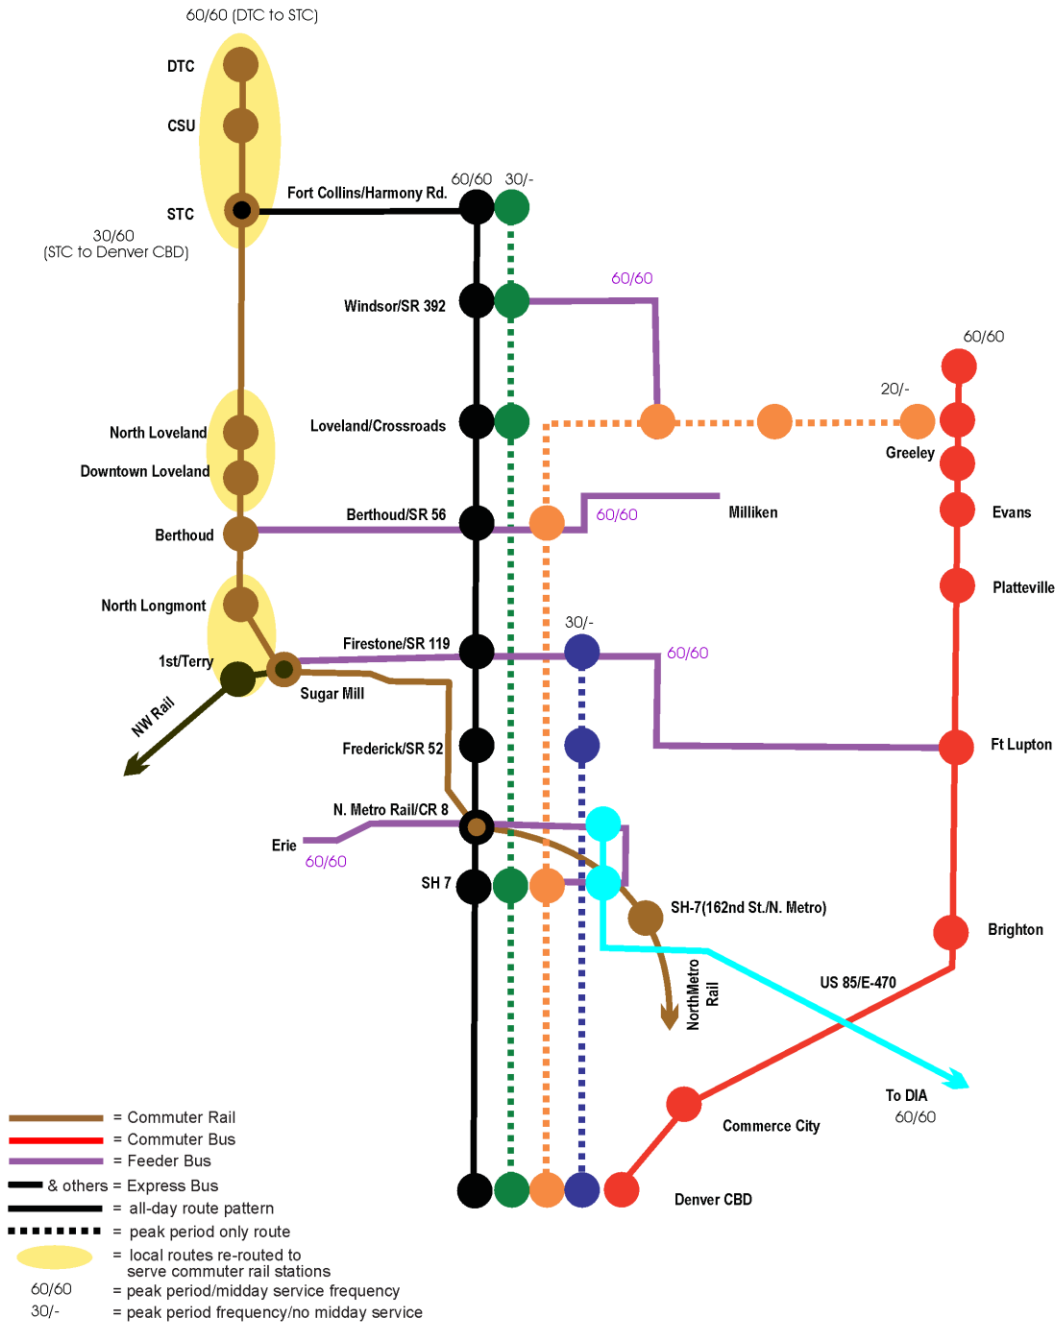 60/60 (DTC to STC)
DTC
CSU
STC
30/60
(STC to Denver CBD)
Fort Collins/Harmony Rd.
60/60
30/-
Windsor/SR 392
60/60
60/60
20/-
Greeley
North Loveland
Downtown Loveland
Loveland/Crossroads
Berthoud/SR 56
60/60
Milliken
Evans
Berthoud
Platteville
North Longmont
30/-
Firestone/SR 119
60/60
1st/Terry
Sugar Mill
NW Rail
Frederick/SR 52
Ft Lupton
N. Metro Rail/CR 8
Erie
60/60
SH 7
SH-7(162nd St./N. Metro)
Brighton
NorthMetro
Rail
US 85/E-470
To DIA
60/60
Commerce City
Denver CBD
= Commuter Rail
= Commuter Bus
= Feeder Bus
& others = Express Bus
= all-day route pattern
= peak period only route
= local routes re-routed to
serve commuter rail stations
60/60 = peak period/midday service frequency
30/- = peak period frequency/no midday service